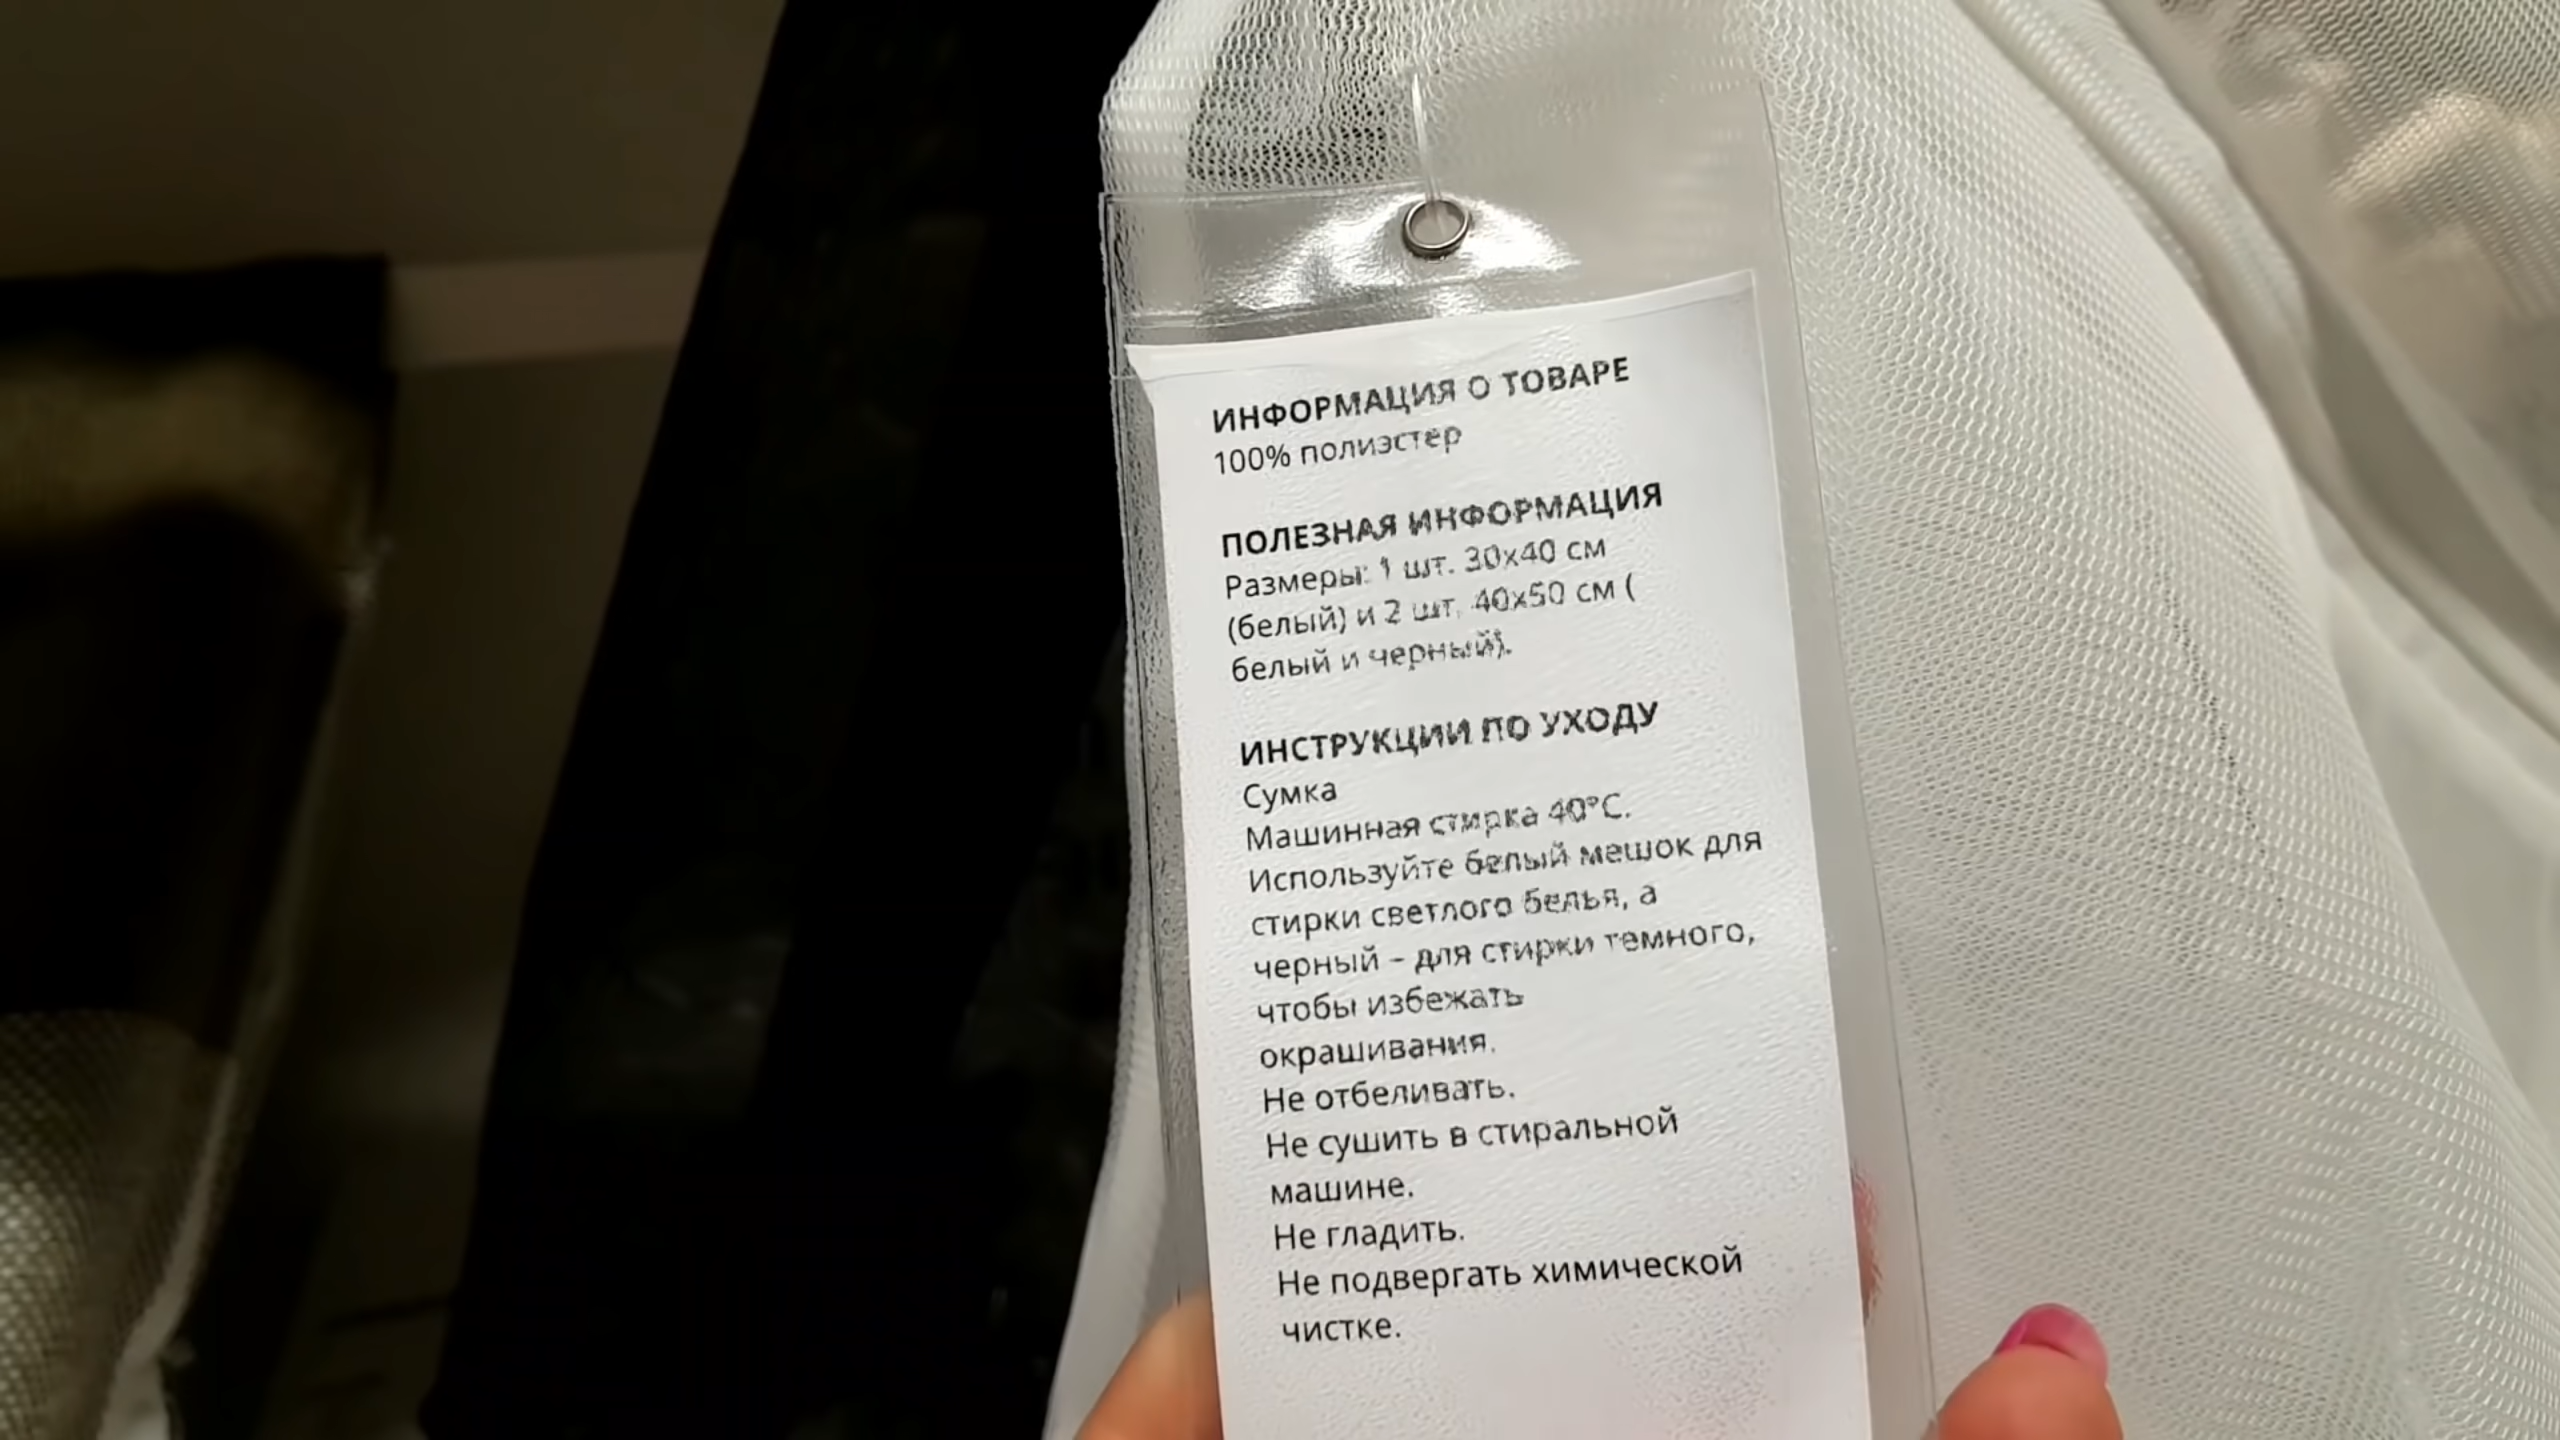 ИНФОРМАЦИЯ О ТОВАРЕ
100% полиэстер
ПОЛЕЗНАЯ ИНФОРМАЦИЯ
Размеры: 1 шт. 30x40 см
(белый) и 2 шт. 40x50 см (
белый и черный).
ИНСТРУКЦИИ ПО УХОДУ
Сумка
Машинная стирка 40°C.
Используйте белый мешок для
стирки светлого белья, а
черный – для стирки темного,
чтобы избежать
окрашивания.
Не отбеливать.
Не сушить в стиральной
машине.
Не гладить.
Не подвергать химической
чистке.